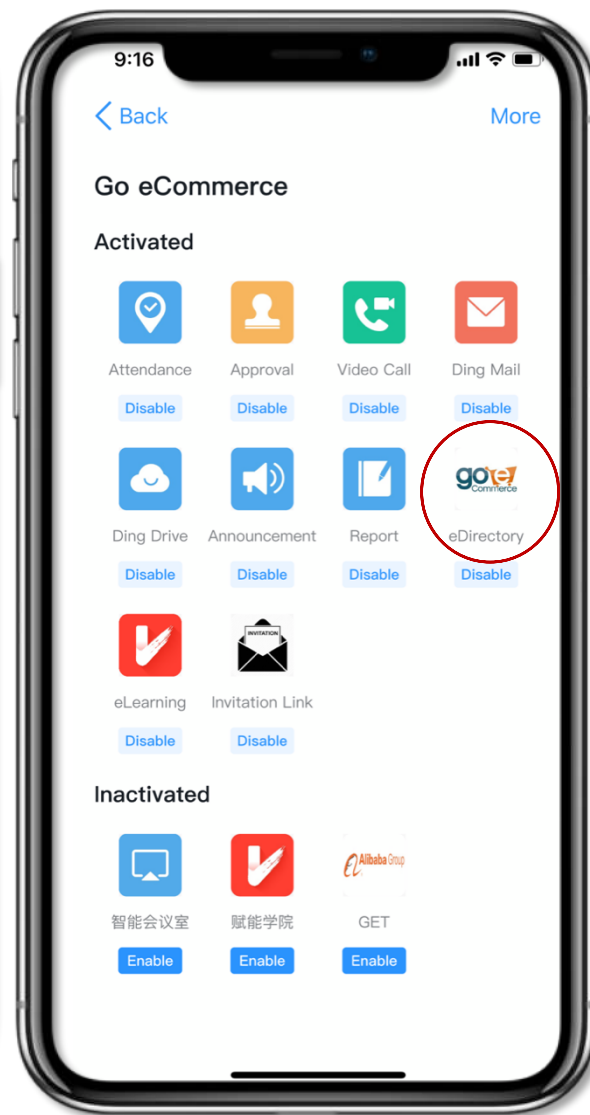 9:16
Back
More
Go eCommerce
Activated
Attendance
Approval
Video Call
Ding Mail
Disable
Disable
Disable
Disable
go e!
Commerce
Ding Drive
Announcement
Report
eDirectory
Disable
Disable
Disable
Disable
INVITATION
eLearning
Invitation Link
Disable
Disable
Inactivated
Alibaba Group
智能会议室
赋能学院
GET
Enable
Enable
Enable